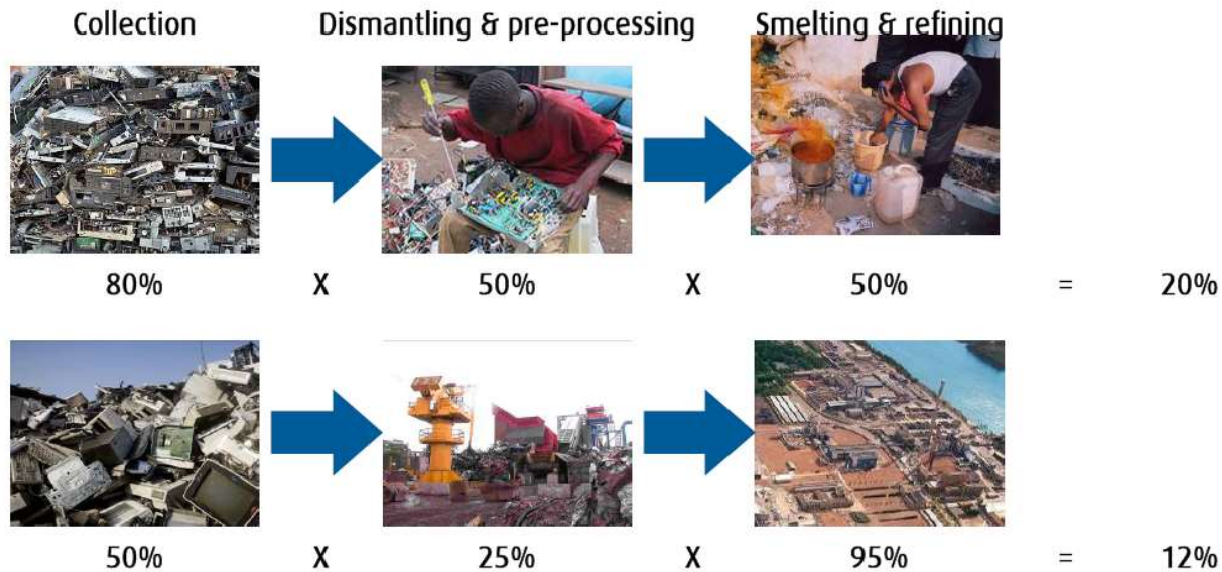 Collection Dismantling & pre-processing Smelting & refining
80% X 50% X 50% = 20%
50% X 25% X 95% = 12%